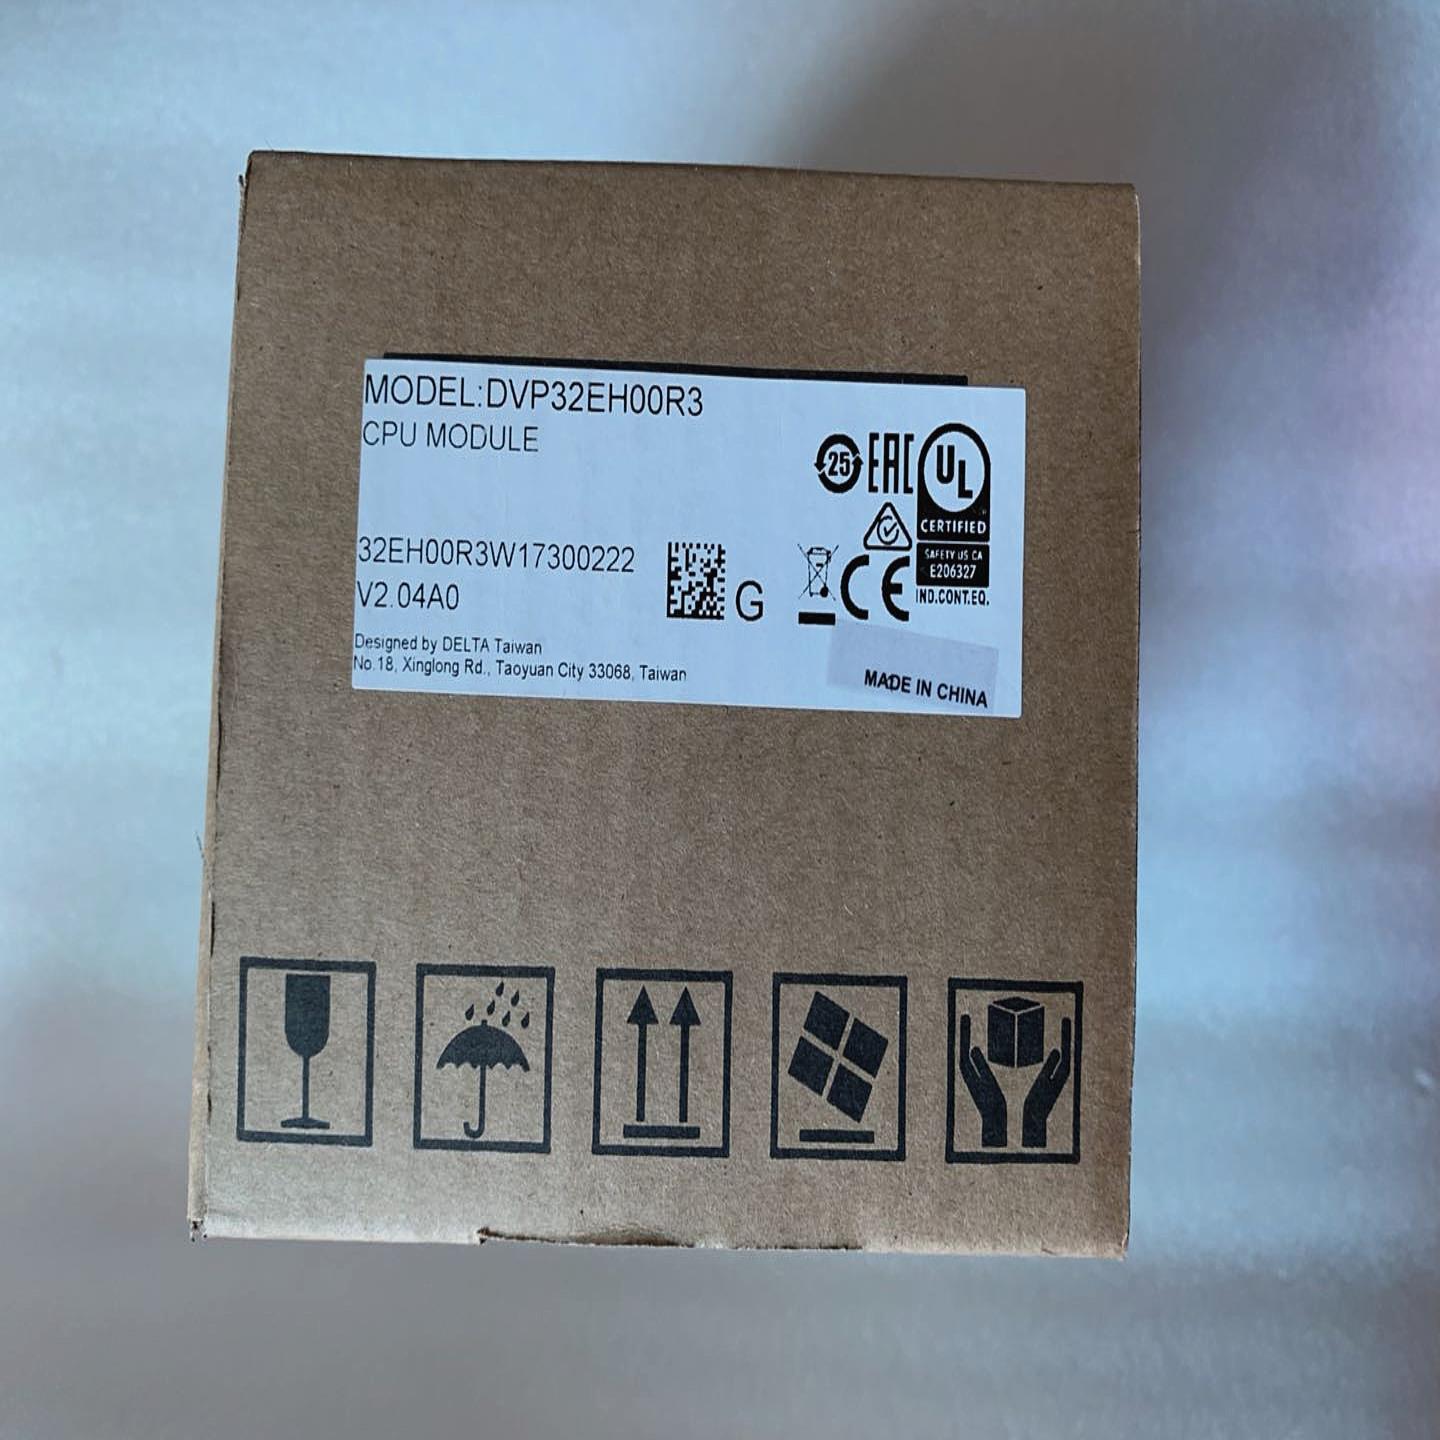 MODEL:DVP32EH00R3
CPU MODULE
25
EAC
UL
CERTIFIED
SAFETY US CA
E206327
IND.CONT.EQ.
32EH00R3W17300222
V2.04A0
G
CE
Designed by DELTA Taiwan
No.18, Xinglong Rd., Taoyuan City 33068, Taiwan
MADE IN CHINA